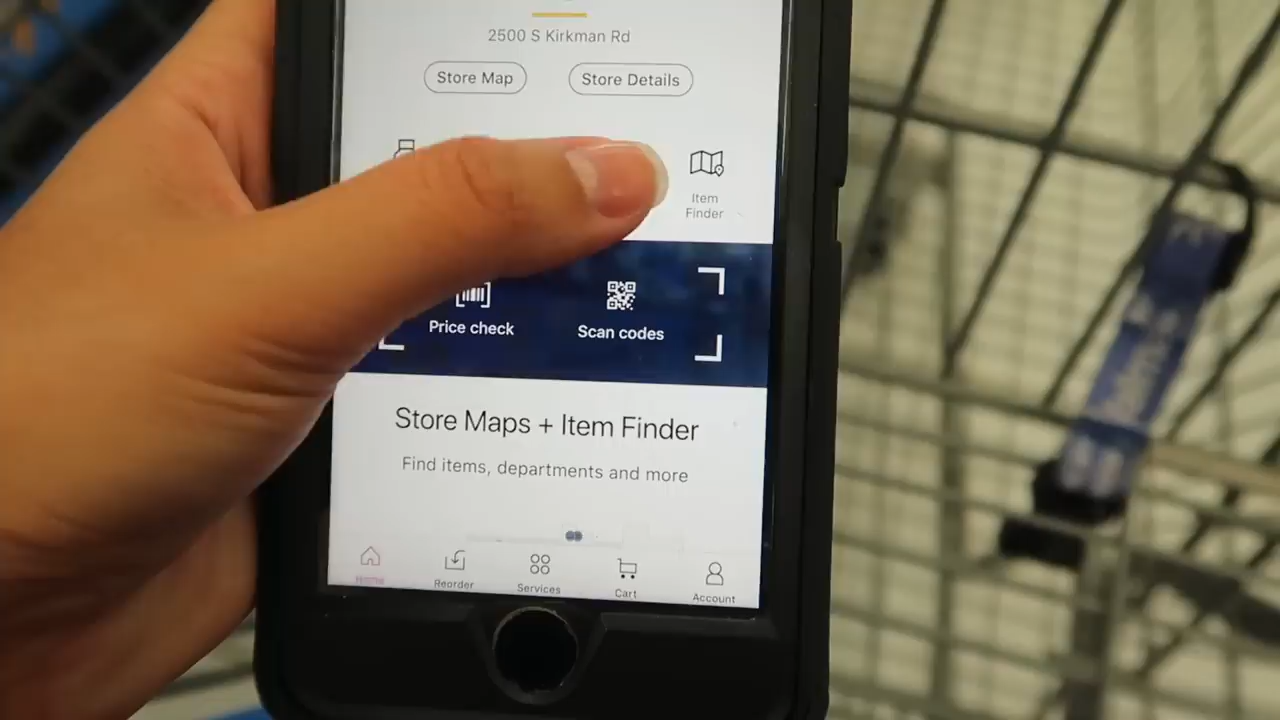 2500 S Kirkman Rd
Store Map
Store Details
Item
Finder
Price check
Scan codes
Store Maps + Item Finder
Find items, departments and more
Home
Reorder
Services
Cart
Account